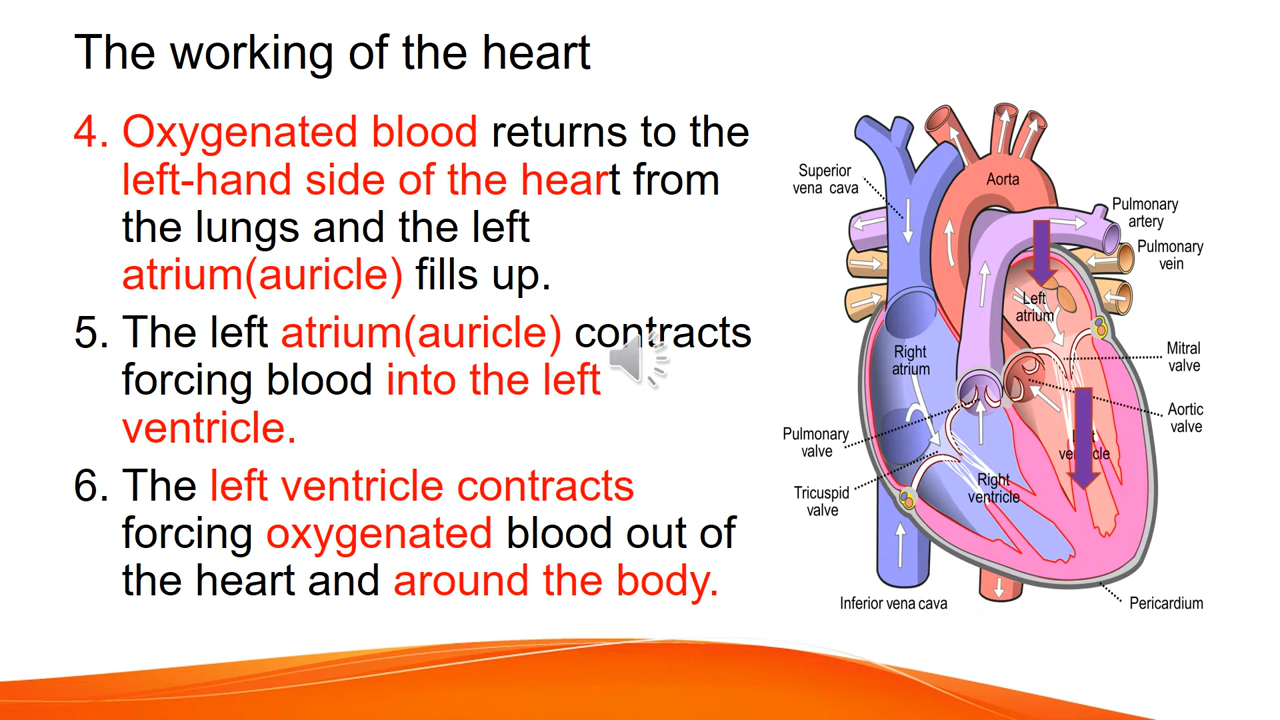 The working of the heart
4. Oxygenated blood returns to the
left-hand side of the heart from
the lungs and the left
atrium(auricle) fills up.
5. The left atrium(auricle) contracts
forcing blood into the left
ventricle.
6. The left ventricle contracts
forcing oxygenated blood out of
the heart and around the body.
Superior
vena cava
Aorta
Pulmonary
artery
Pulmonary
vein
Left
atrium
Right
atrium
Mitral
valve
Aortic
valve
Pulmonary
valve
ventricle
Tricuspid
valve
Right
ventricle
Inferior vena cava
Pericardium